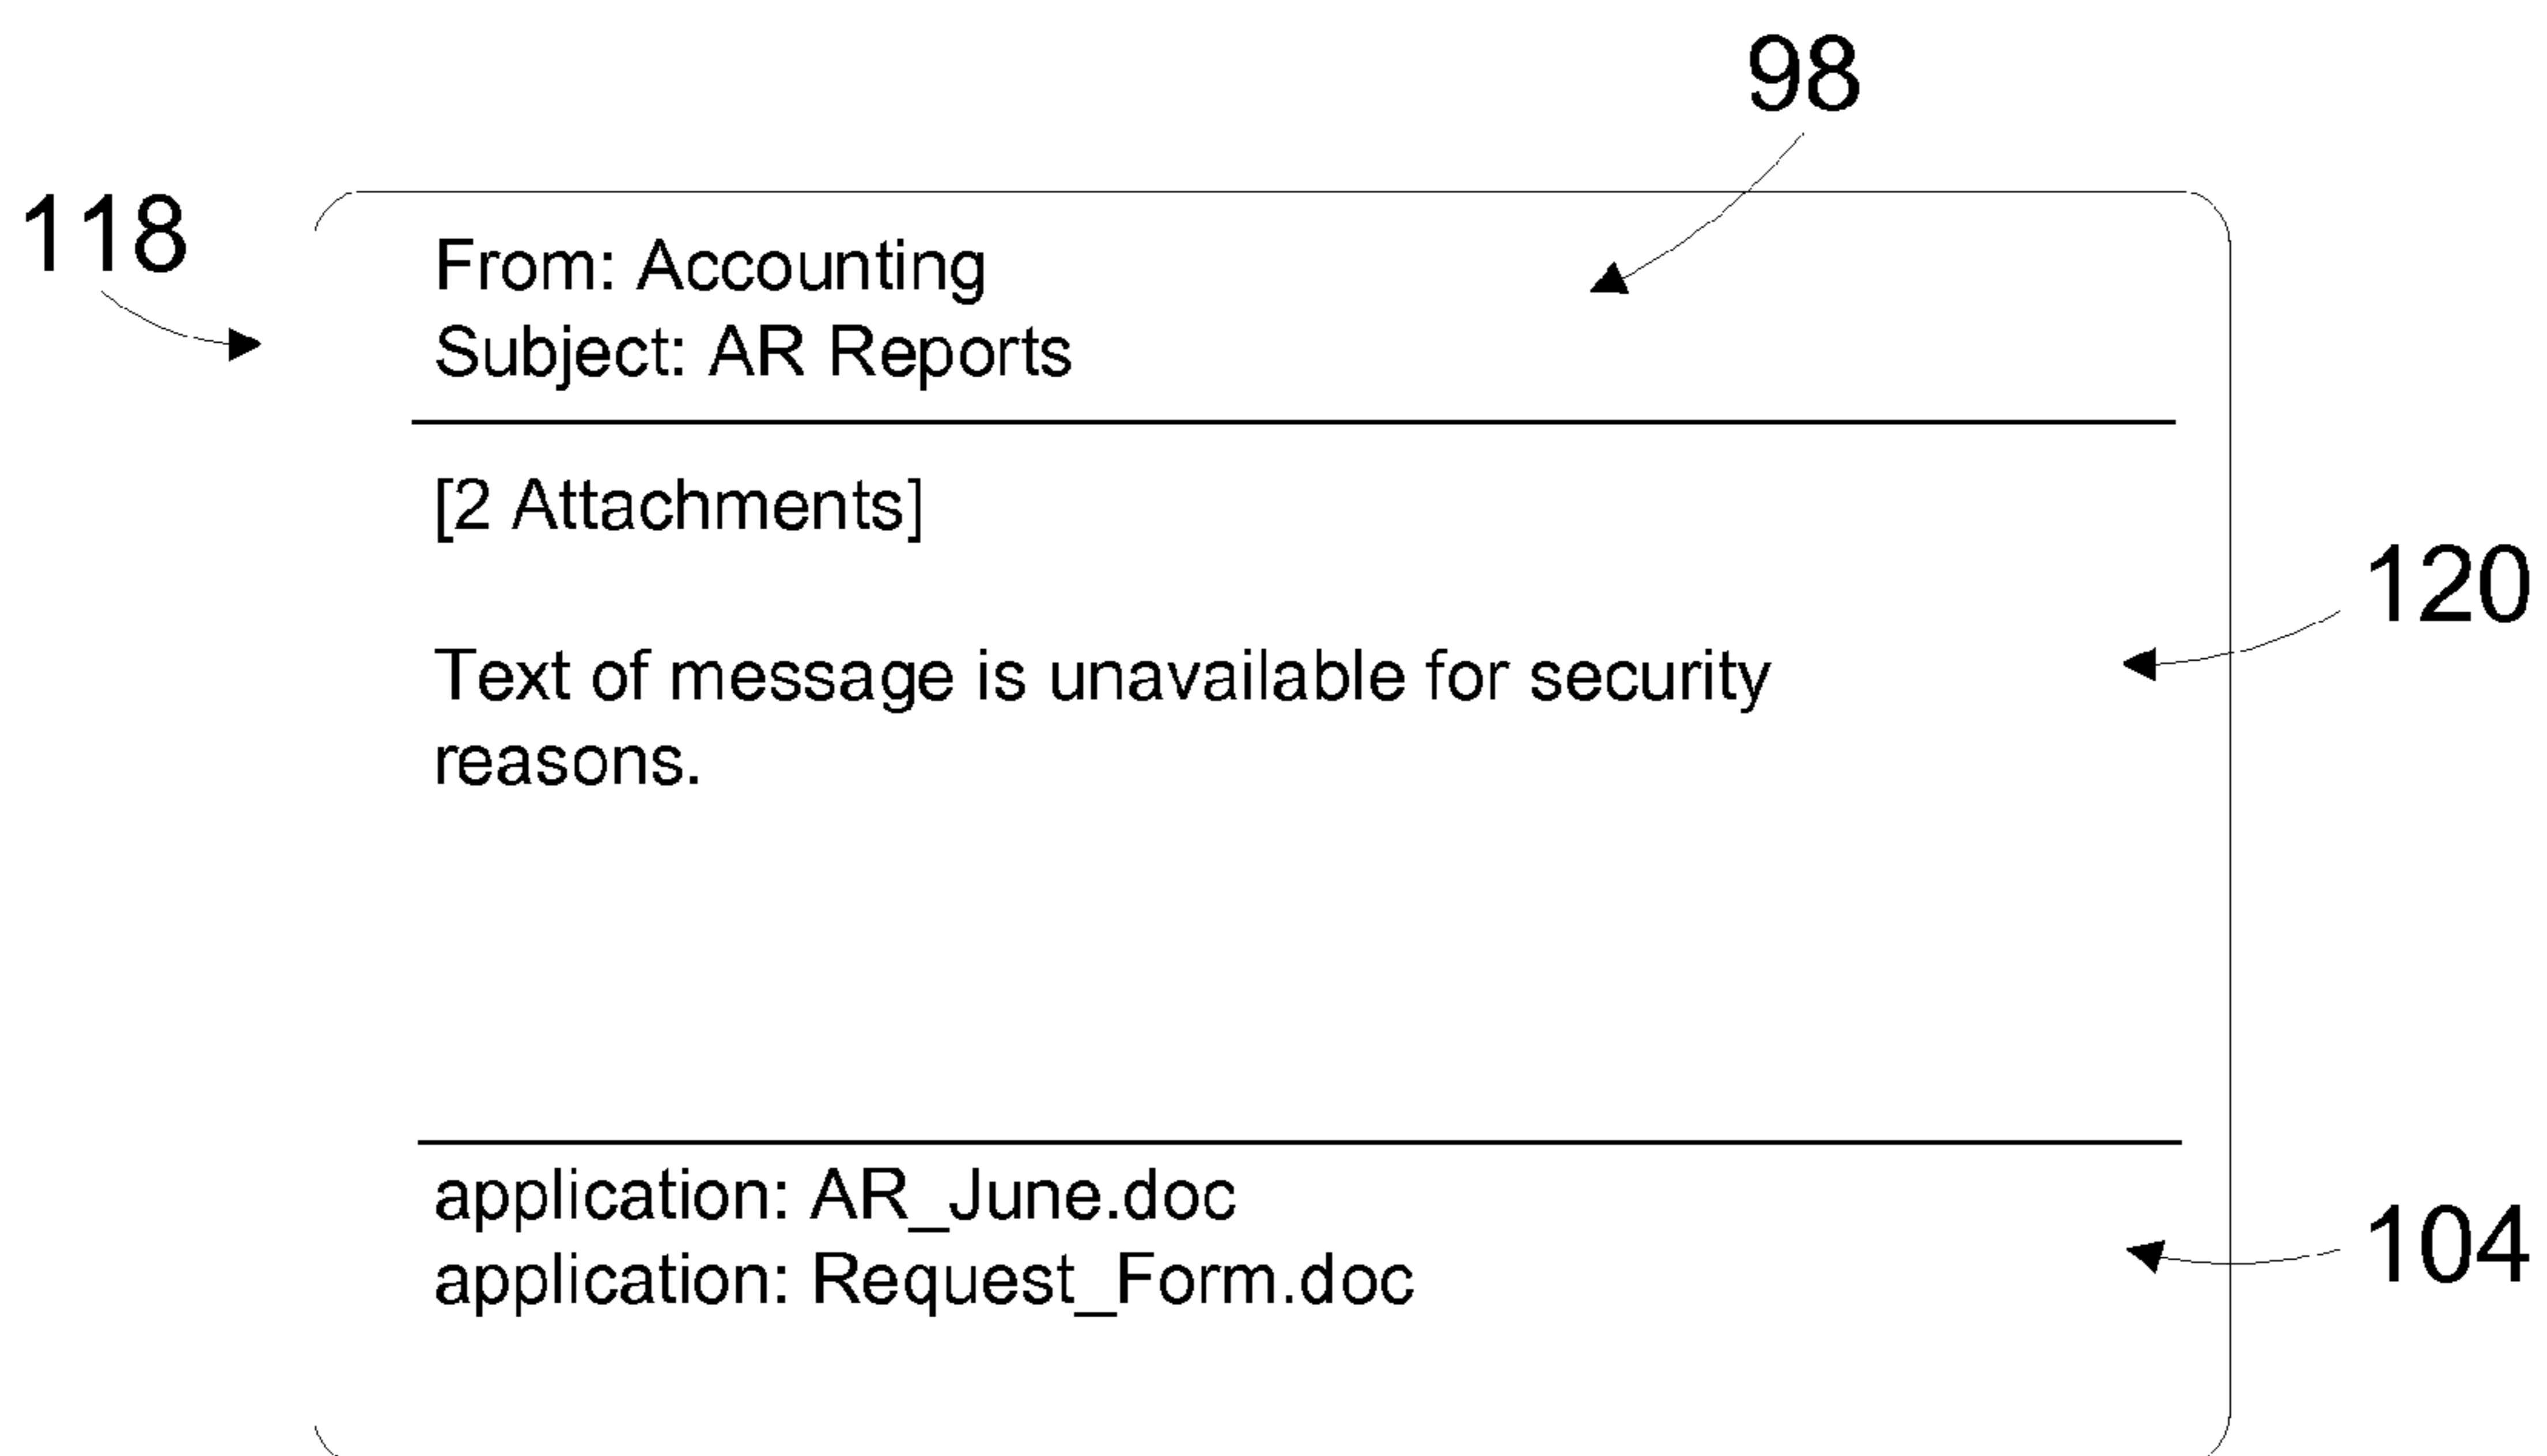 98
118
From: Accounting
Subject: AR Reports
[2 Attachments]
120
Text of message is unavailable for security
reasons.
application: AR_June.doc
104
application: Request_Form.doc